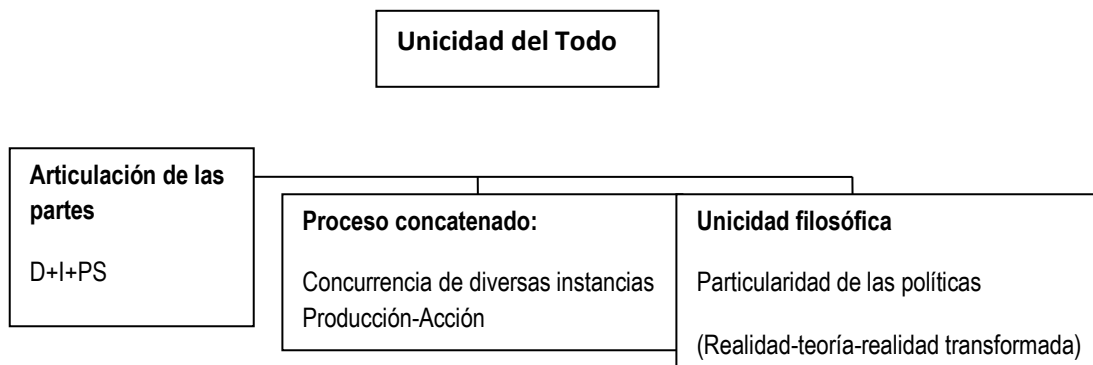 Unicidad del Todo
Articulación de las
partes
D+I+PS
Proceso concatenado:
Concurrencia de diversas instancias
Producción-Acción
Unicidad filosófica
Particularidad de las políticas
(Realidad-teoría-realidad transformada)